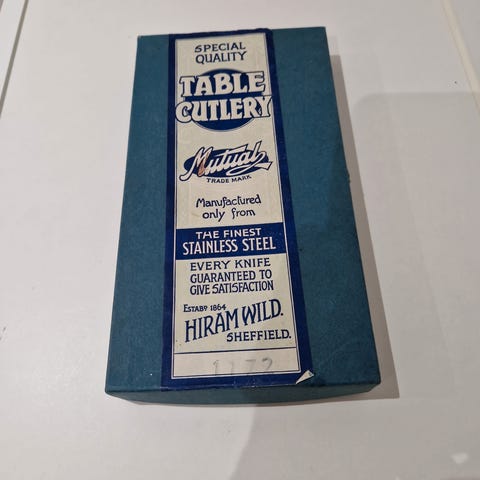 SPECIAL
QUALITY
TABLE
CUTLERY
Mutual
TRADE MARK
Manufactured
only from
THE FINEST
STAINLESS STEEL
EVERY KNIFE
GUARANTEED TO
GIVE SATISFACTION
ESTABD 1864
HIRAM WILD.
SHEFFIELD.
1172